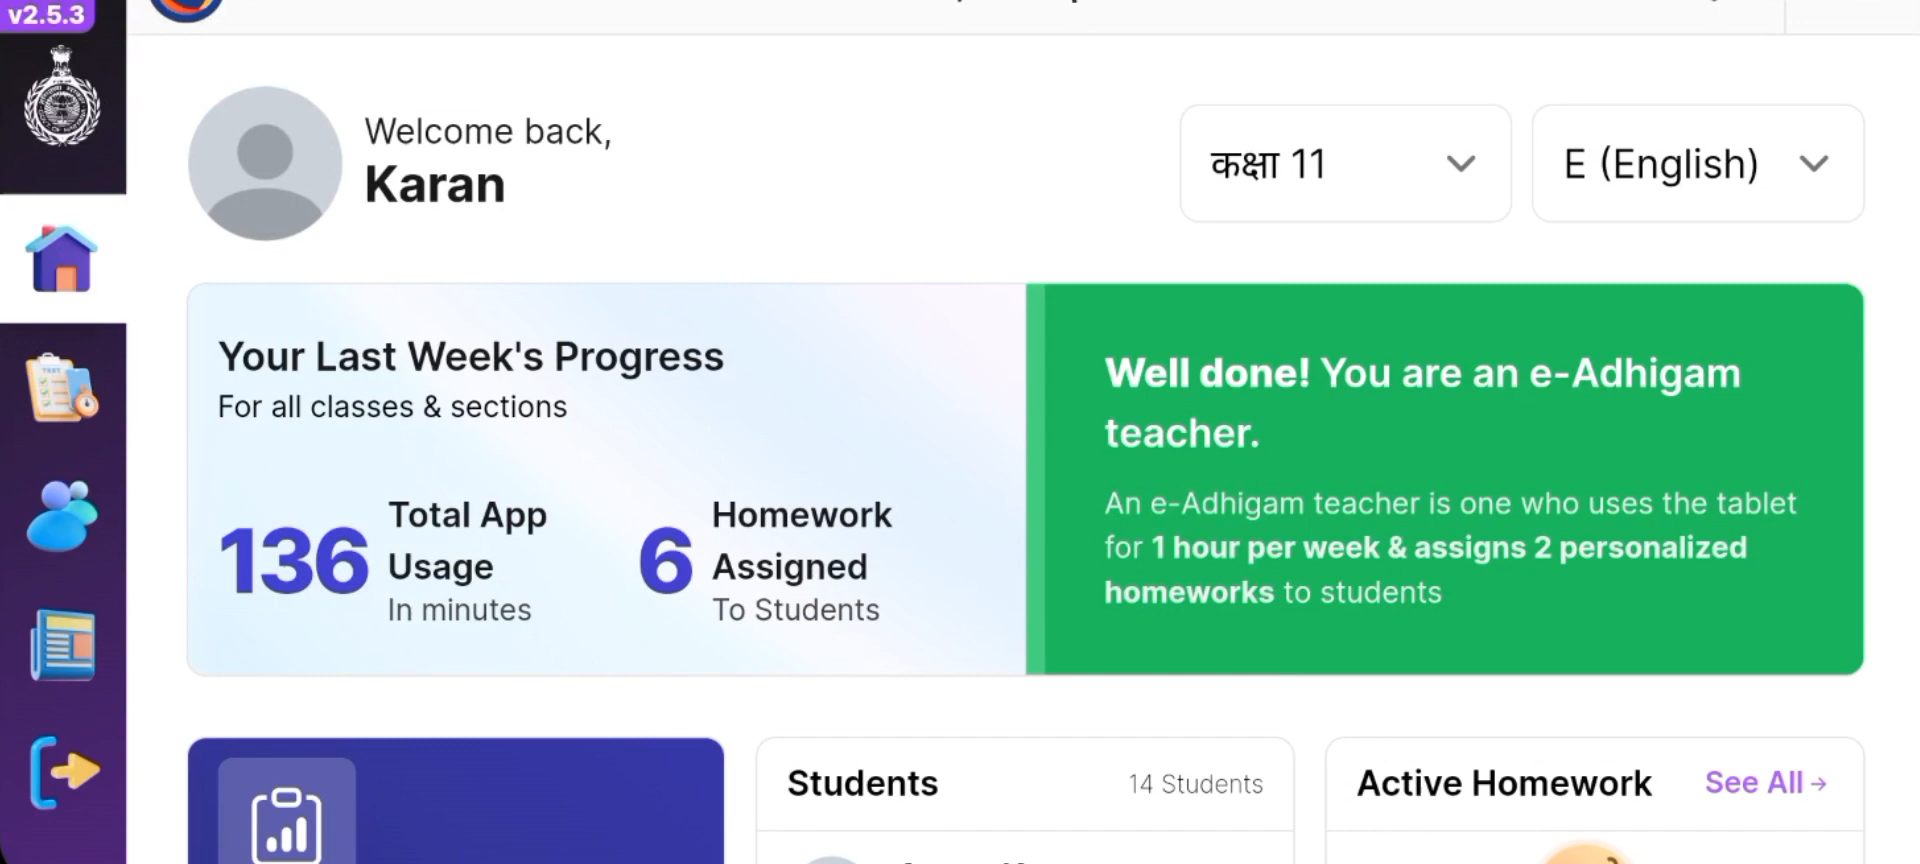 v2.5.3
Welcome back,
Karan
कक्षा 11
E (English)
Your Last Week's Progress
For all classes & sections
136
Total App
Usage
In minutes
6
Homework
Assigned
To Students
Well done! You are an e-Adhigam
teacher.
An e-Adhigam teacher is one who uses the tablet
for 1 hour per week & assigns 2 personalized
homeworks to students
Students
14 Students
Active Homework
See All →